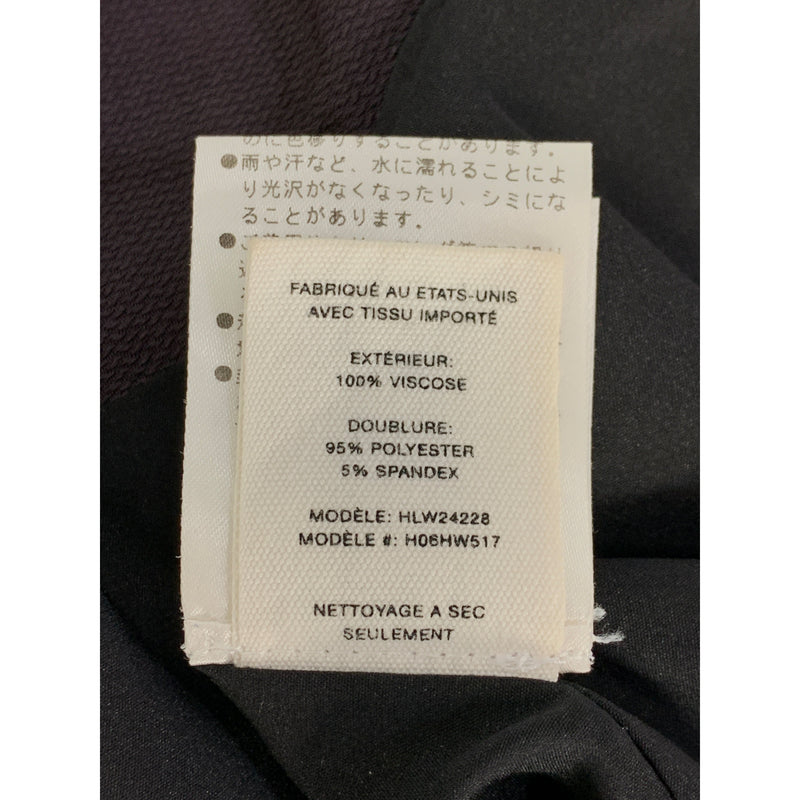 のに色移りすることがあります。
●雨や汗など、水に濡れることによ
り光沢がなくなったり、シミにな
ることがあります。
FABRIQUÉ AU ETATS-UNIS
AVEC TISSU IMPORTÉ
EXTÉRIEUR:
100% VISCOSE
DOUBLURE:
95% POLYESTER
5% SPANDEX
MODÈLE: HLW24228
MODÈLE #: H06HW517
NETTOYAGE A SEC
SEULEMENT